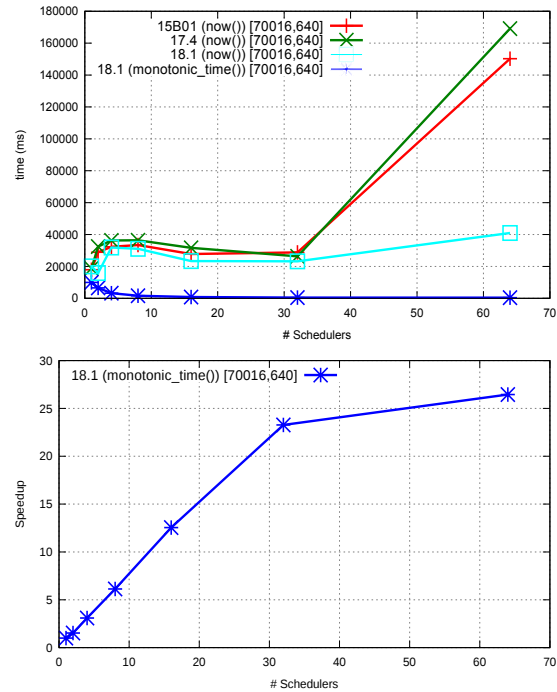 180000
160000
140000
120000
100000
80000
60000
40000
20000
0
time (ms)
15B01 (now()) [70016,640]
17.4 (now()) [70016,640]
18.1 (now()) [70016,640]
18.1 (monotonic_time()) [70016,640]
0 10 20 30 40 50 60 70
# Schedulers
30
25
20
15
10
5
0
Speedup
18.1 (monotonic_time()) [70016,640]
0 10 20 30 40 50 60 70
# Schedulers